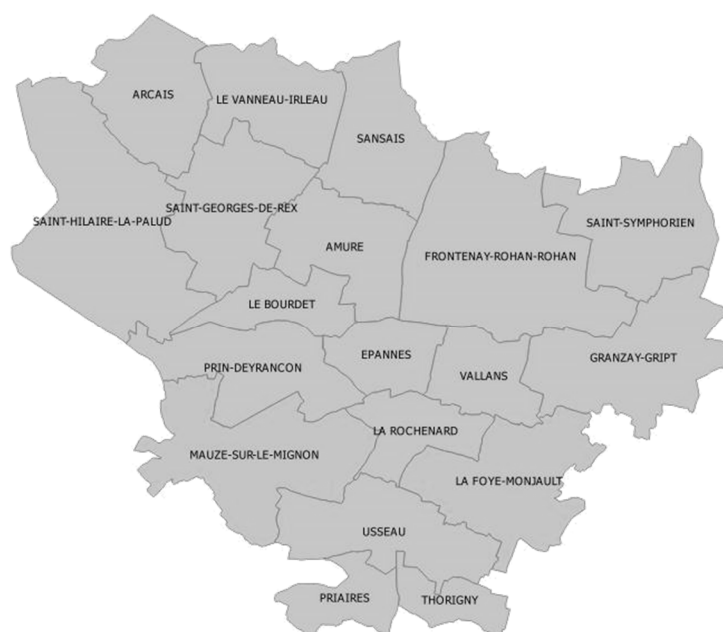 ARCAIS
LE VANNEAU-IRLEAU
SANSAIS
SAINT-GEORGES-DE-REX
SAINT-HILAIRE-LA-PALUD
SAINT-SYMPHORIEN
AMURE
FRONTENAY-ROHAN-ROHAN
LE BOURDET
EPANNES
GRANZAY-GRIPT
PRIN-DEYRANCON
VALLANS
LA ROCHENARD
MAUZE-SUR-LE-MIGNON
LA FOYE-MONJAULT
USSEAU
PRIAIRES
THORIGNY